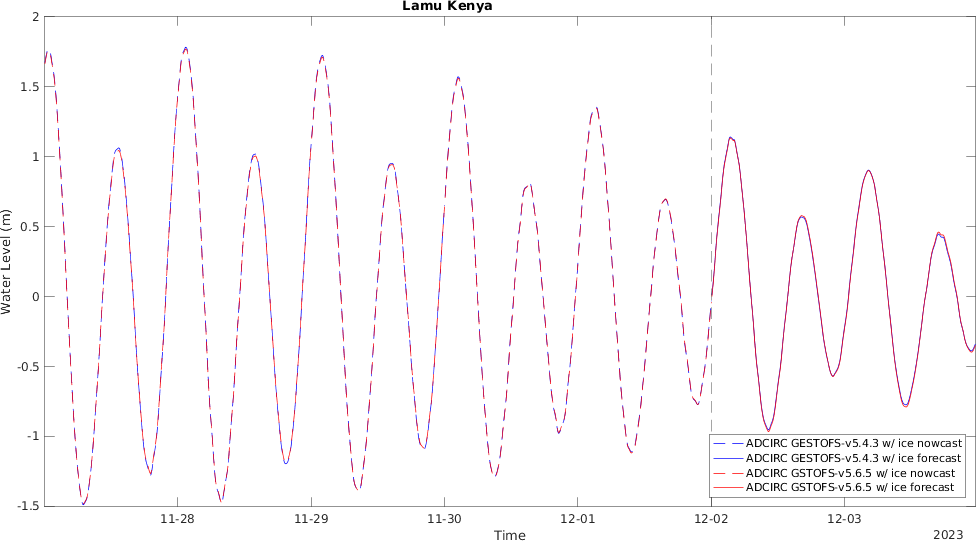 Lamu Kenya
2
1.5
1
0.5
0
-0.5
-1
-1.5
Water Level (m)
ADCIRC GESTOFS-v5.4.3 w/ ice nowcast
ADCIRC GESTOFS-v5.4.3 w/ ice forecast
ADCIRC GSTOFS-v5.6.5 w/ ice nowcast
ADCIRC GSTOFS-v5.6.5 w/ ice forecast
11-28 11-29 11-30 12-01 12-02 12-03
Time
2023